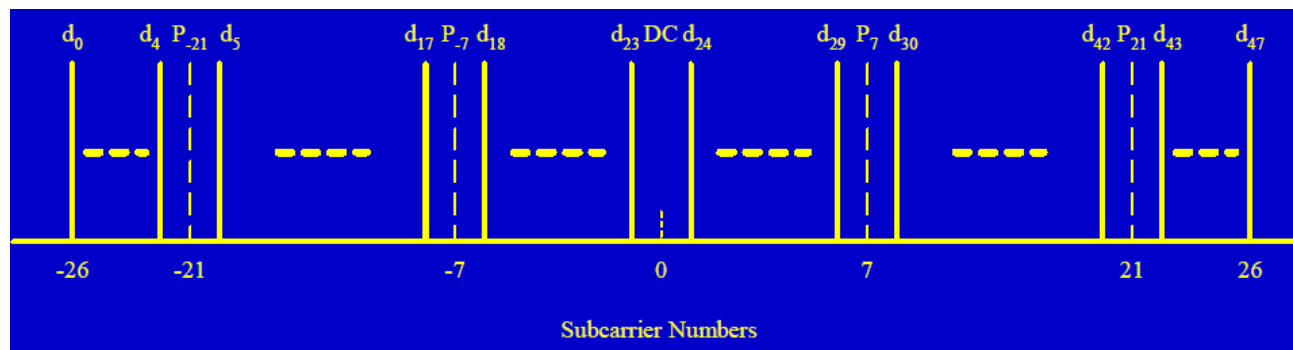 d0 d4 P-21 d5 d17 P-7 d18 d23 DC d24 d29 P7 d30 d42 P21 d43 d47
-26 -21 -7 0 7 21 26
Subcarrier Numbers